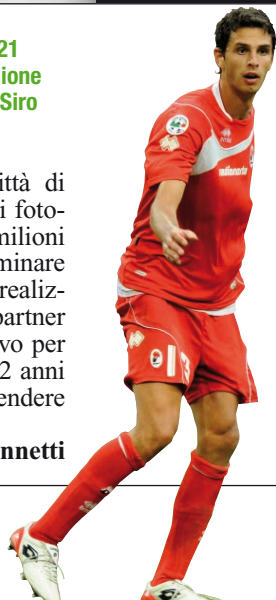 21
ione
Siro
ittà di
i foto-
milioni
minare
realiz-
partner
vo per
2 anni
endere
nnetti